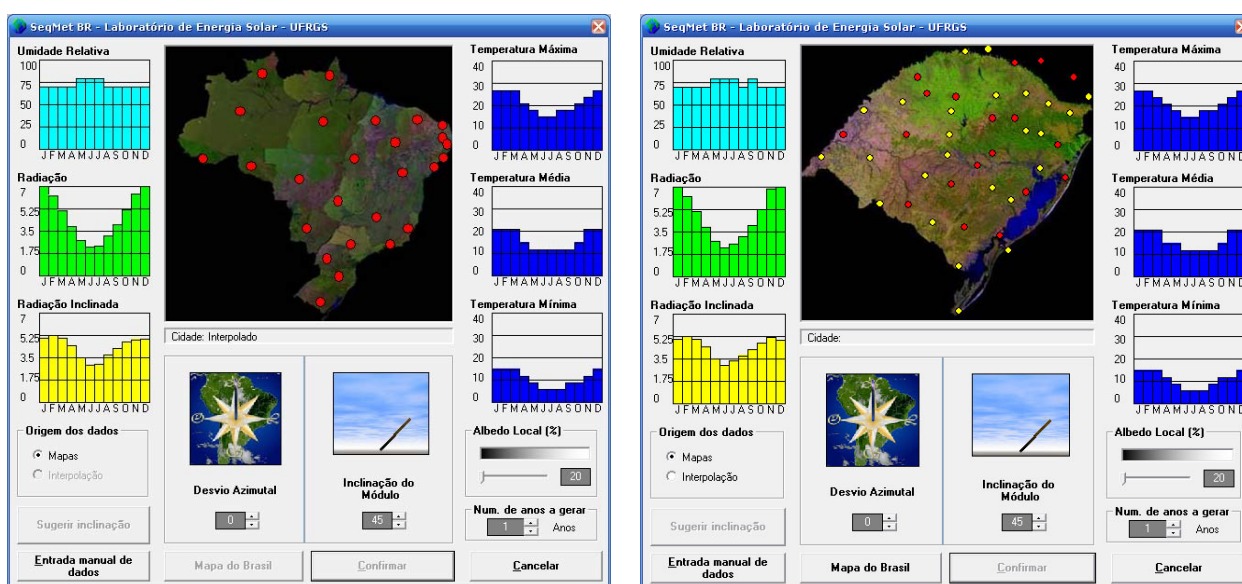 SeqMet BR - Laboratório de Energia Solar - UFRGS
Umidade Relativa
100
75
50
25
0
J F M A M J J A S O N D
Radiação
7
5.25
3.5
1.75
0
J F M A M J J A S O N D
Radiação Inclinada
7
5.25
3.5
1.75
0
J F M A M J J A S O N D
Cidade: Interpolado
Temperatura Máxima
40
30
20
10
0
J F M A M J J A S O N D
Temperatura Média
40
30
20
10
0
J F M A M J J A S O N D
Temperatura Mínima
40
30
20
10
0
J F M A M J J A S O N D
Origem dos dados
Mapas
Interpolação
Sugerir inclinação
Entrada manual de
dados
Desvio Azimutal
0
Inclinação do
Módulo
45
Mapa do Brasil
Confirmar
Albedo Local (%)
20
Num. de anos a gerar
1 Anos
Cancelar
SeqMet BR - Laboratório de Energia Solar - UFRGS
Umidade Relativa
100
75
50
25
0
J F M A M J J A S O N D
Radiação
7
5.25
3.5
1.75
0
J F M A M J J A S O N D
Radiação Inclinada
7
5.25
3.5
1.75
0
J F M A M J J A S O N D
Cidade:
Temperatura Máxima
40
30
20
10
0
J F M A M J J A S O N D
Temperatura Média
40
30
20
10
0
J F M A M J J A S O N D
Temperatura Mínima
40
30
20
10
0
J F M A M J J A S O N D
Origem dos dados
Mapas
Interpolação
Sugerir inclinação
Entrada manual de
dados
Desvio Azimutal
0
Inclinação do
Módulo
45
Mapa do Brasil
Confirmar
Albedo Local (%)
20
Num. de anos a gerar
1 Anos
Cancelar